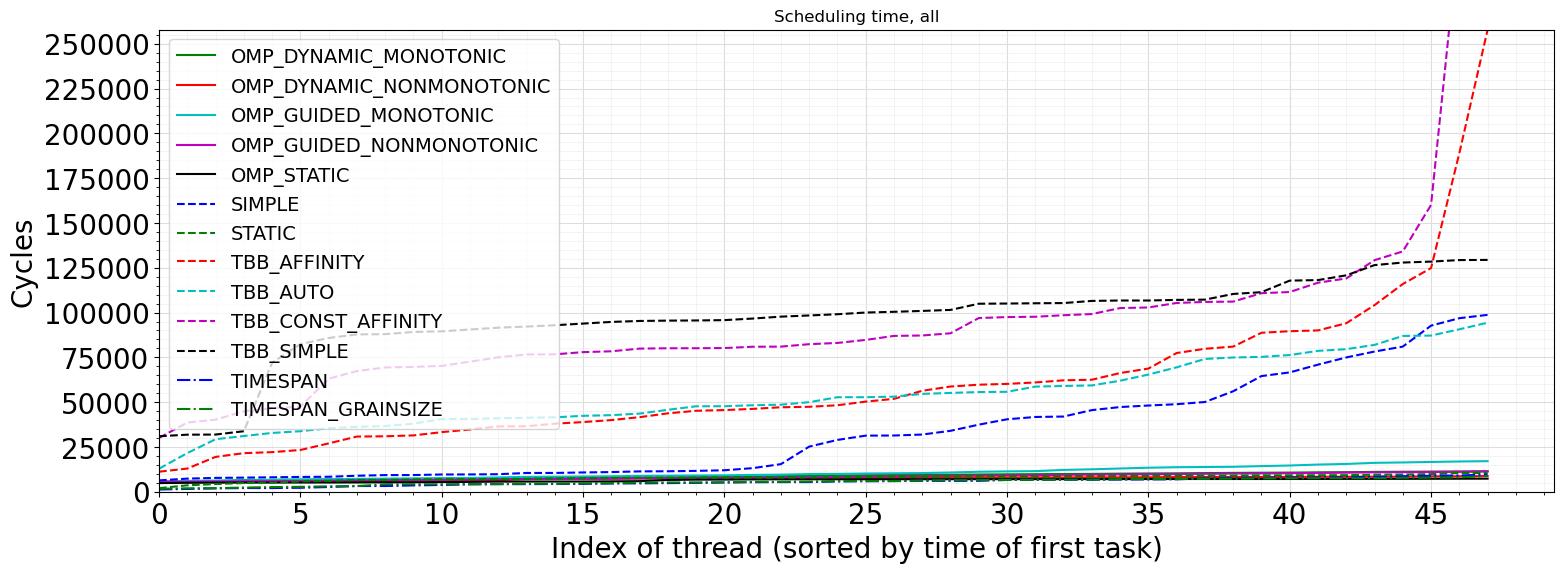 Scheduling time, all
250000
225000
200000
175000
150000
125000
100000
75000
50000
25000
0
Cycles
OMP_DYNAMIC_MONOTONIC
OMP_DYNAMIC_NONMONOTONIC
OMP_GUIDED_MONOTONIC
OMP_GUIDED_NONMONOTONIC
OMP_STATIC
SIMPLE
STATIC
TBB_AFFINITY
TBB_AUTO
TBB_CONST_AFFINITY
TBB_SIMPLE
TIMESPAN
TIMESPAN_GRAINSIZE
0 5 10 15 20 25 30 35 40 45
Index of thread (sorted by time of first task)